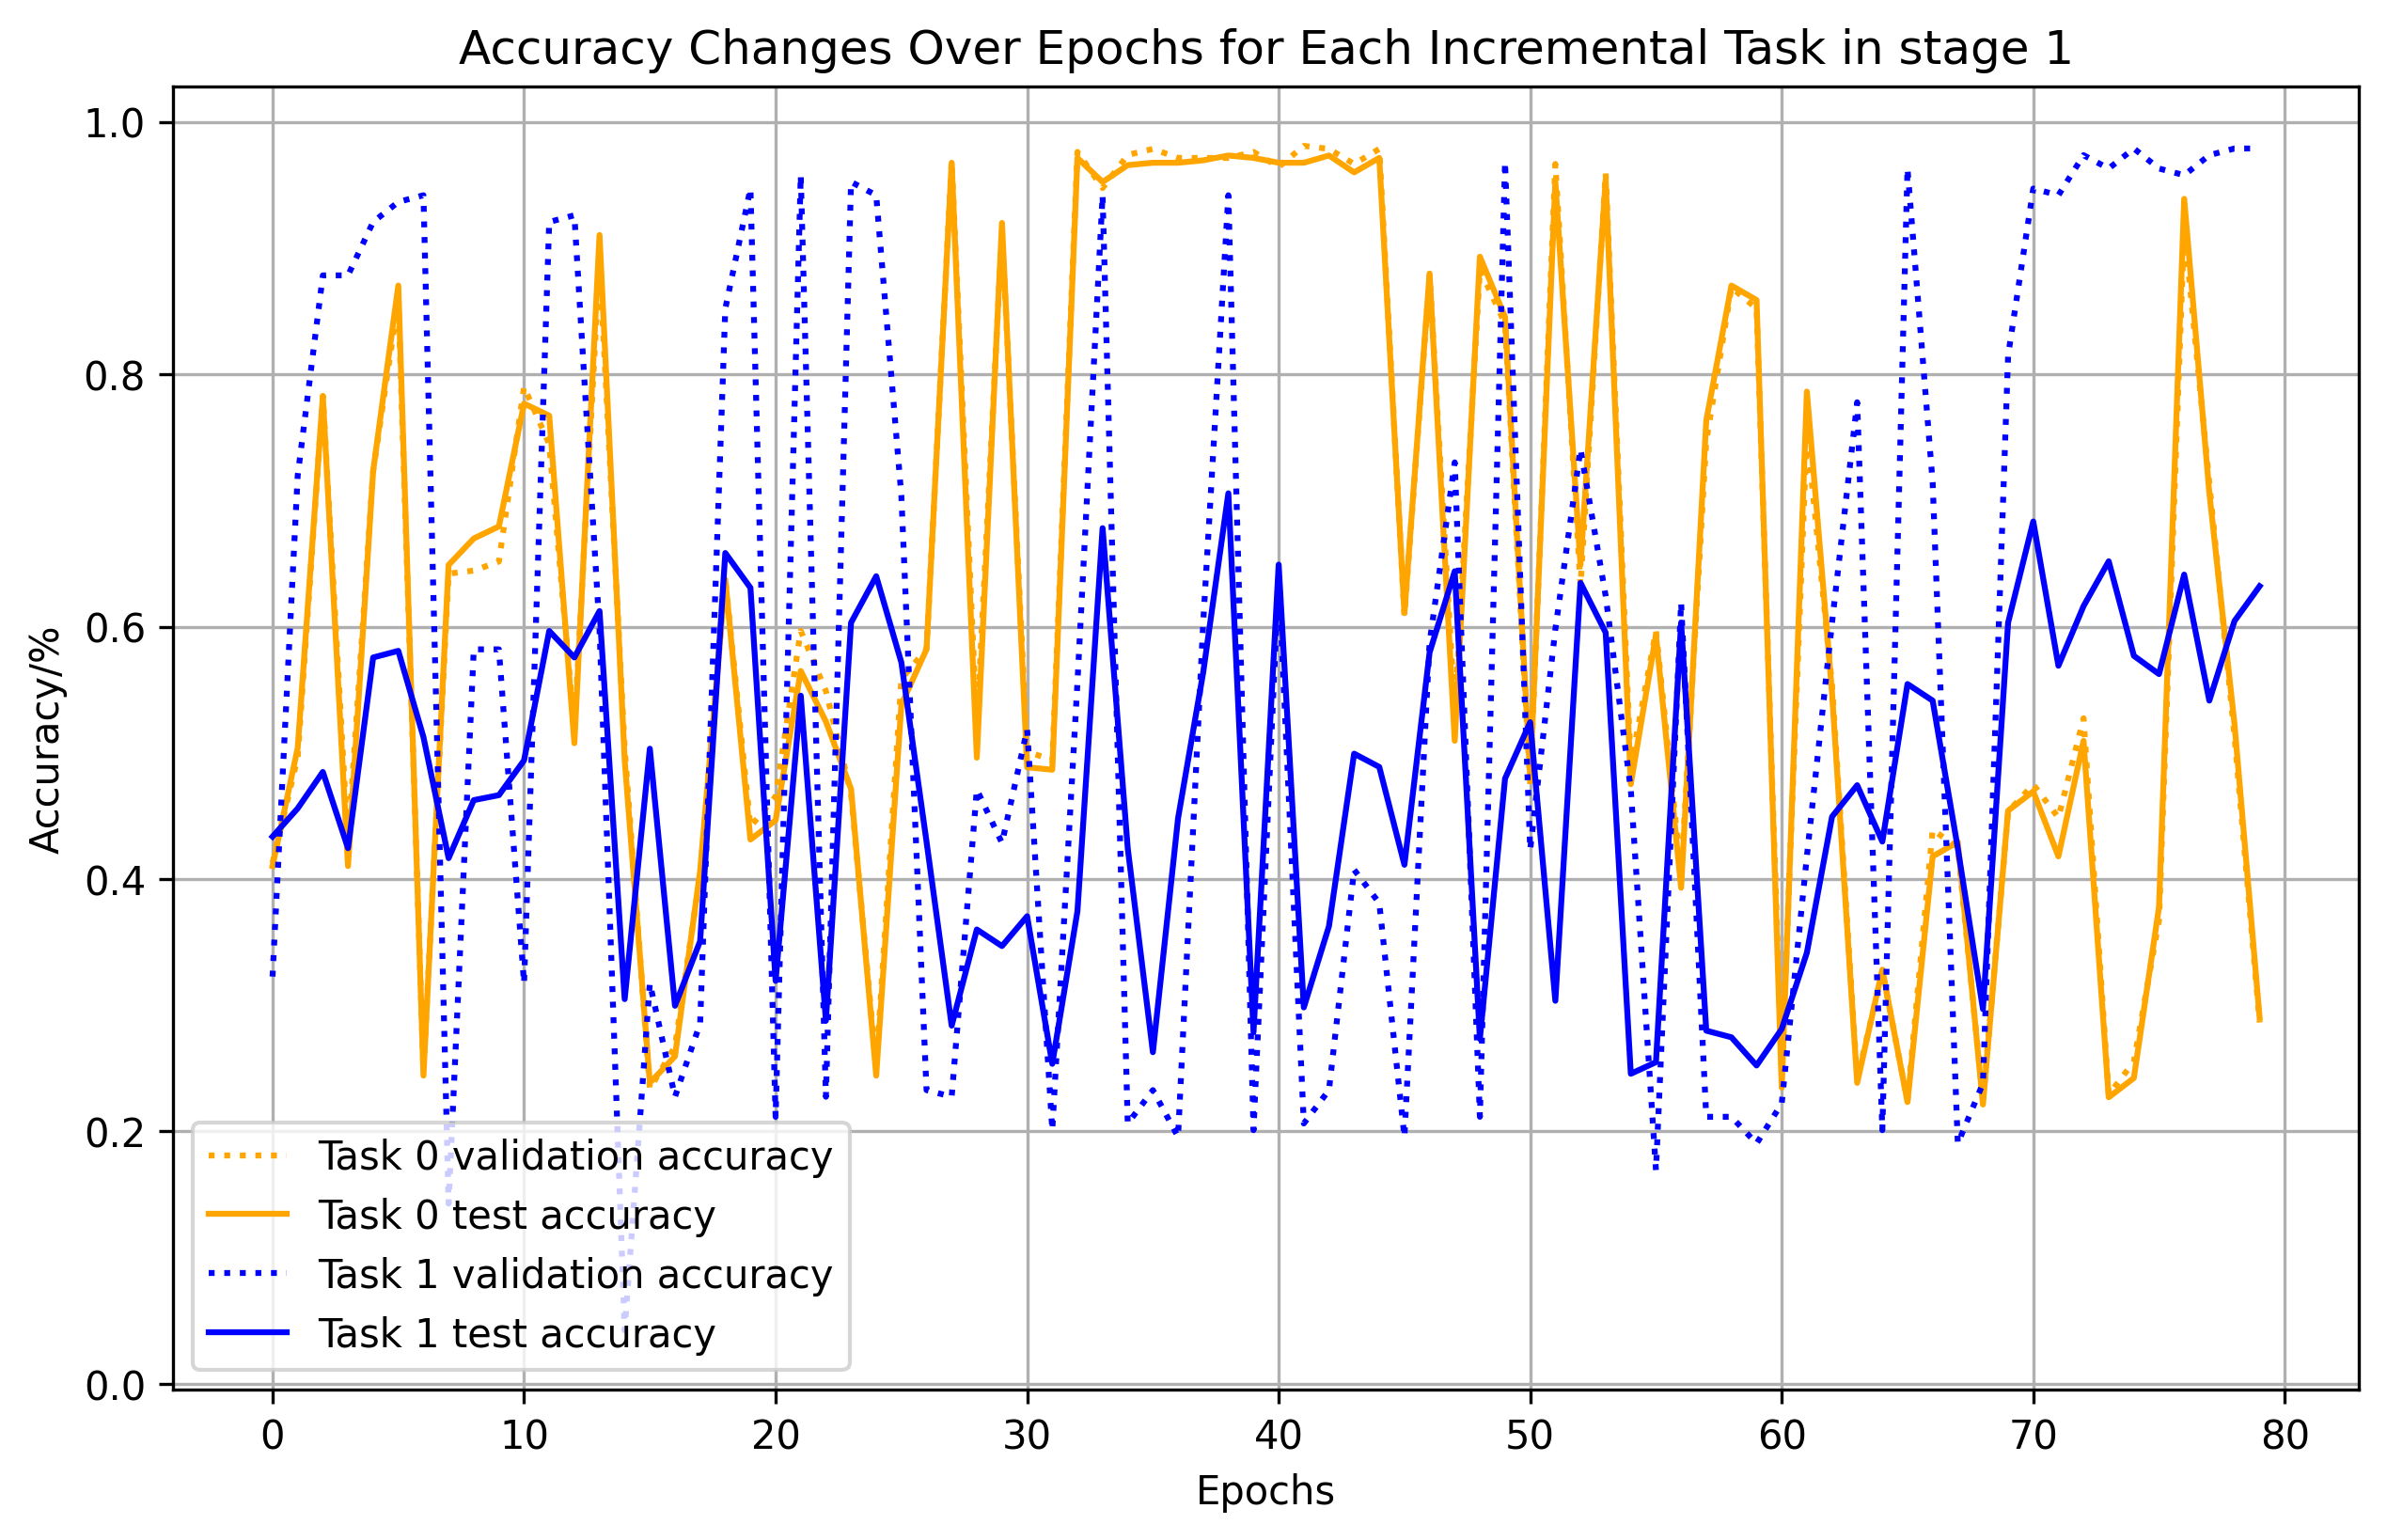 Accuracy Changes Over Epochs for Each Incremental Task in stage 1
1.0
0.8
0.6
0.4
0.2
0.0
Accuracy/%
Task 0 validation accuracy
Task 0 test accuracy
Task 1 validation accuracy
Task 1 test accuracy
0 10 20 30 40 50 60 70 80
Epochs